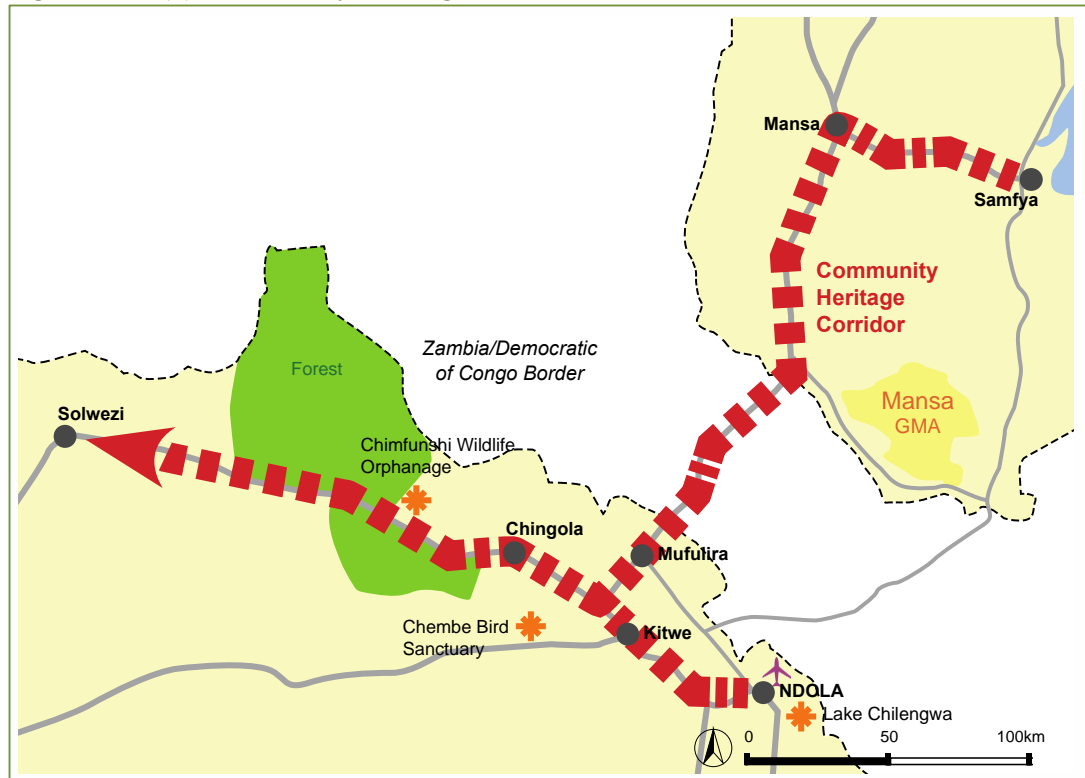 Mansa
Samfya
Community
Heritage
Corridor
Zambia/Democratic
of Congo Border
Forest
Mansa
GMA
Solwezi
Chimfunshi Wildlife
Orphanage
Chingola
Mufulira
Chembe Bird
Sanctuary
Kitwe
NDOLA
Lake Chilengwa
0 50 100km